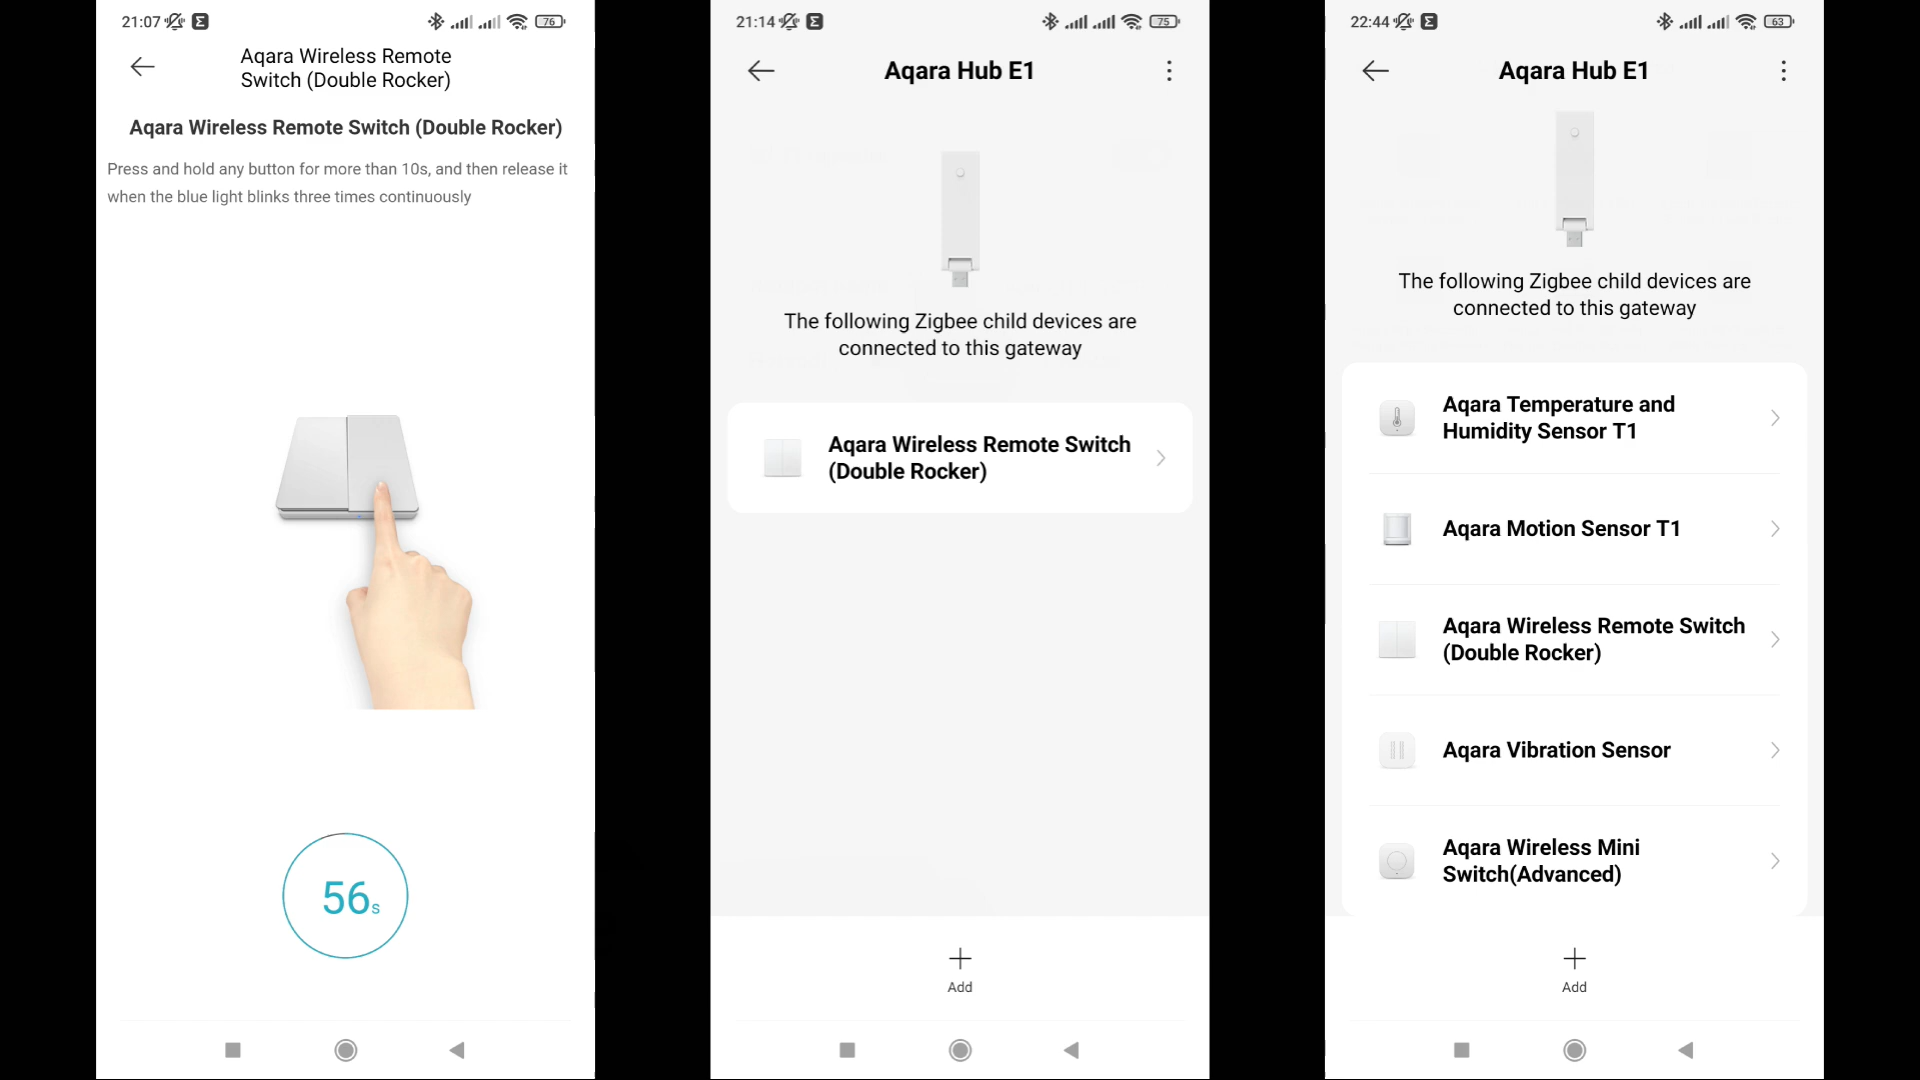 21:07
76
Aqara Wireless Remote
Switch (Double Rocker)
Aqara Wireless Remote Switch (Double Rocker)
Press and hold any button for more than 10s, and then release it
when the blue light blinks three times continuously
56s
21:14
75
Aqara Hub E1
The following Zigbee child devices are
connected to this gateway
Aqara Wireless Remote Switch
(Double Rocker)
Add
22:44
63
Aqara Hub E1
The following Zigbee child devices are
connected to this gateway
Aqara Temperature and
Humidity Sensor T1
Aqara Motion Sensor T1
Aqara Wireless Remote Switch
(Double Rocker)
Aqara Vibration Sensor
Aqara Wireless Mini
Switch(Advanced)
Add